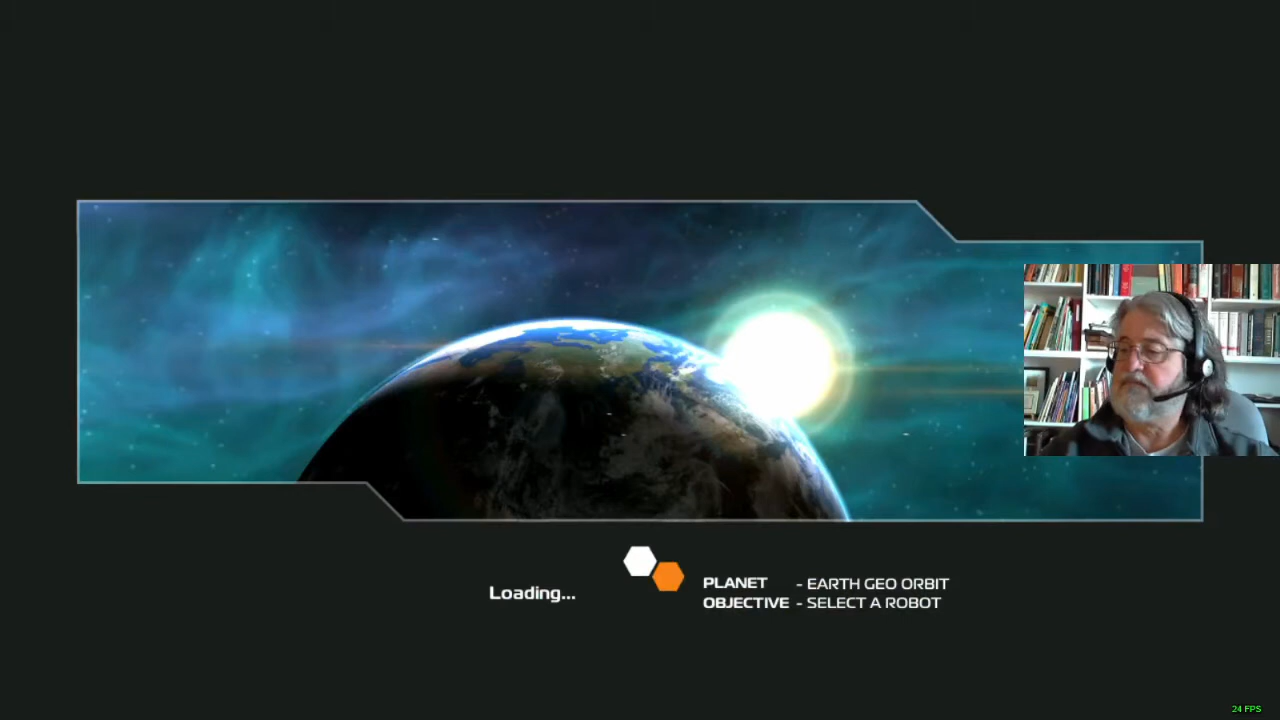 Loading...
PLANET - EARTH GEO ORBIT
OBJECTIVE - SELECT A ROBOT
24 FPS